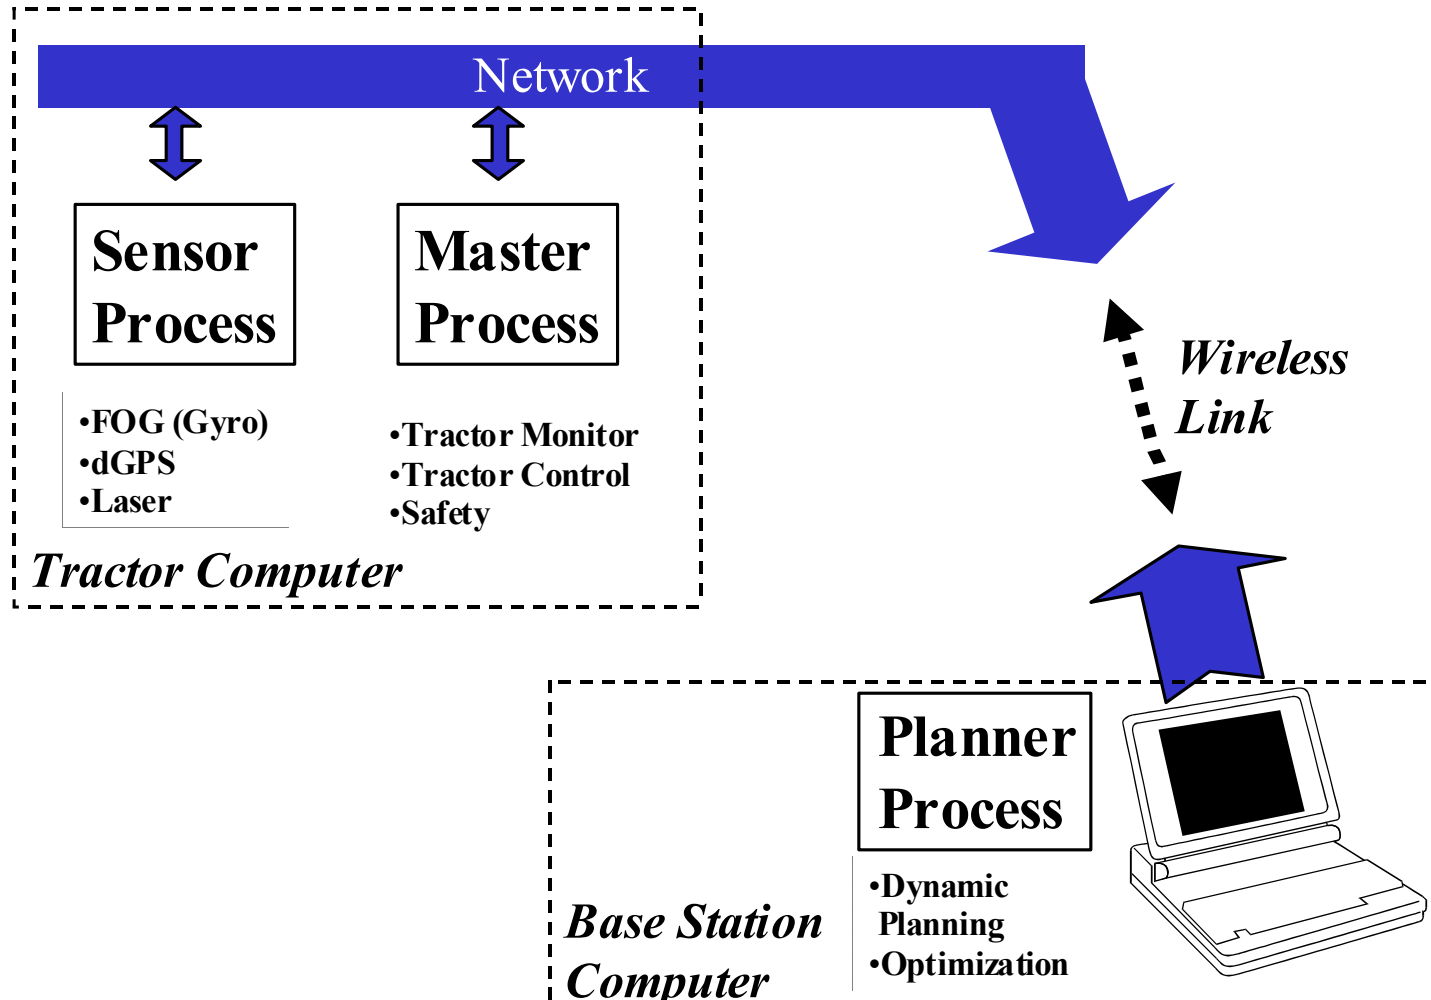 Network
Sensor
Process
Master
Process
•FOG (Gyro)
•dGPS
•Laser
•Tractor Monitor
•Tractor Control
•Safety
Tractor Computer
Wireless
Link
Planner
Process
•Dynamic
Planning
•Optimization
Base Station
Computer